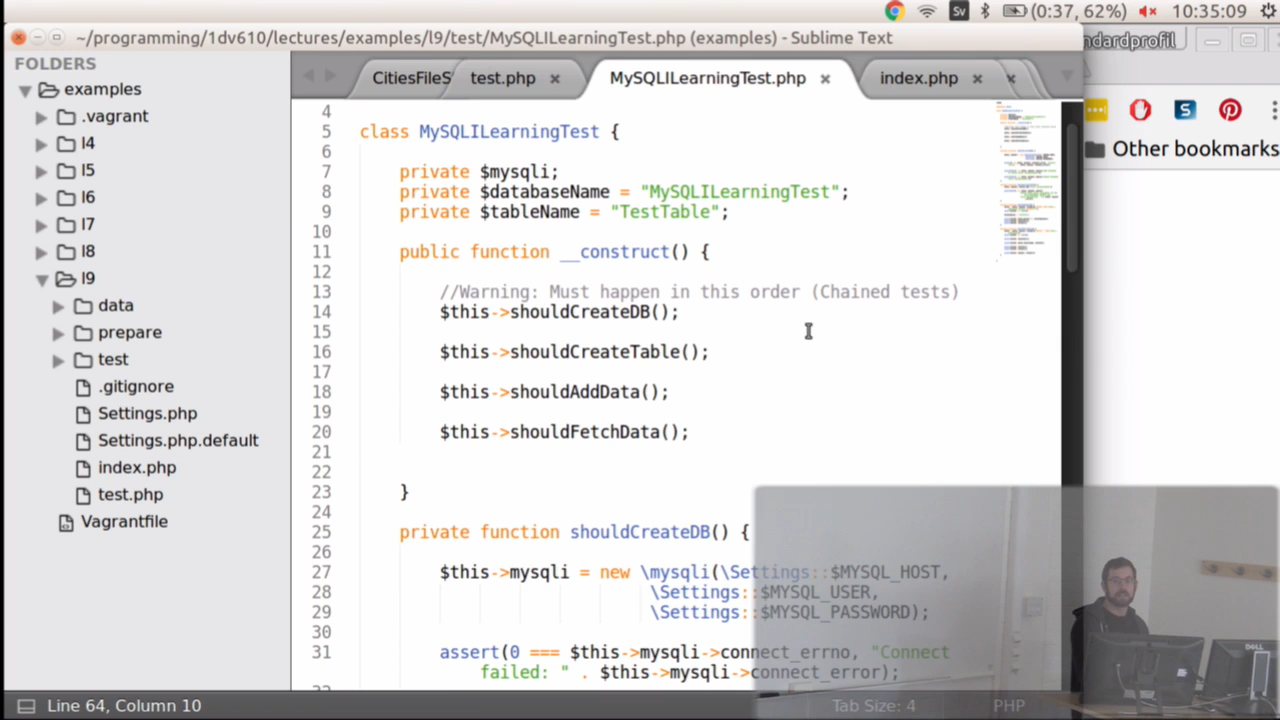 Sv
(0:37, 62%)
10:35:09
~/programming/1dv610/lectures/examples/l9/test/MySQLILearningTest.php (examples) - Sublime Text
ndardprofil
FOLDERS
examples
.vagrant
l4
l5
l6
l7
l8
l9
data
prepare
test
.gitignore
Settings.php
Settings.php.default
index.php
test.php
Vagrantfile
CitiesFileS
test.php ×
MySQLILearningTest.php ×
index.php ×
×
Other bookmarks
4
5 class MySQLILearningTest {
6
7 private $mysqli;
8 private $databaseName = "MySQLILearningTest";
9 private $tableName = "TestTable";
10
11 public function __construct() {
12
13 //Warning: Must happen in this order (Chained tests)
14 $this->shouldCreateDB();
15
16 $this->shouldCreateTable();
17
18 $this->shouldAddData();
19
20 $this->shouldFetchData();
21
22
23 }
24
25 private function shouldCreateDB() {
26
27 $this->mysqli = new \mysqli(\Settings::$MYSQL_HOST,
28 \Settings::$MYSQL_USER,
29 \Settings::$MYSQL_PASSWORD);
30
31 assert(0 === $this->mysqli->connect_errno, "Connect
failed: " . $this->mysqli->connect_error);
DELL
Line 64, Column 10
Tab Size: 4
PHP